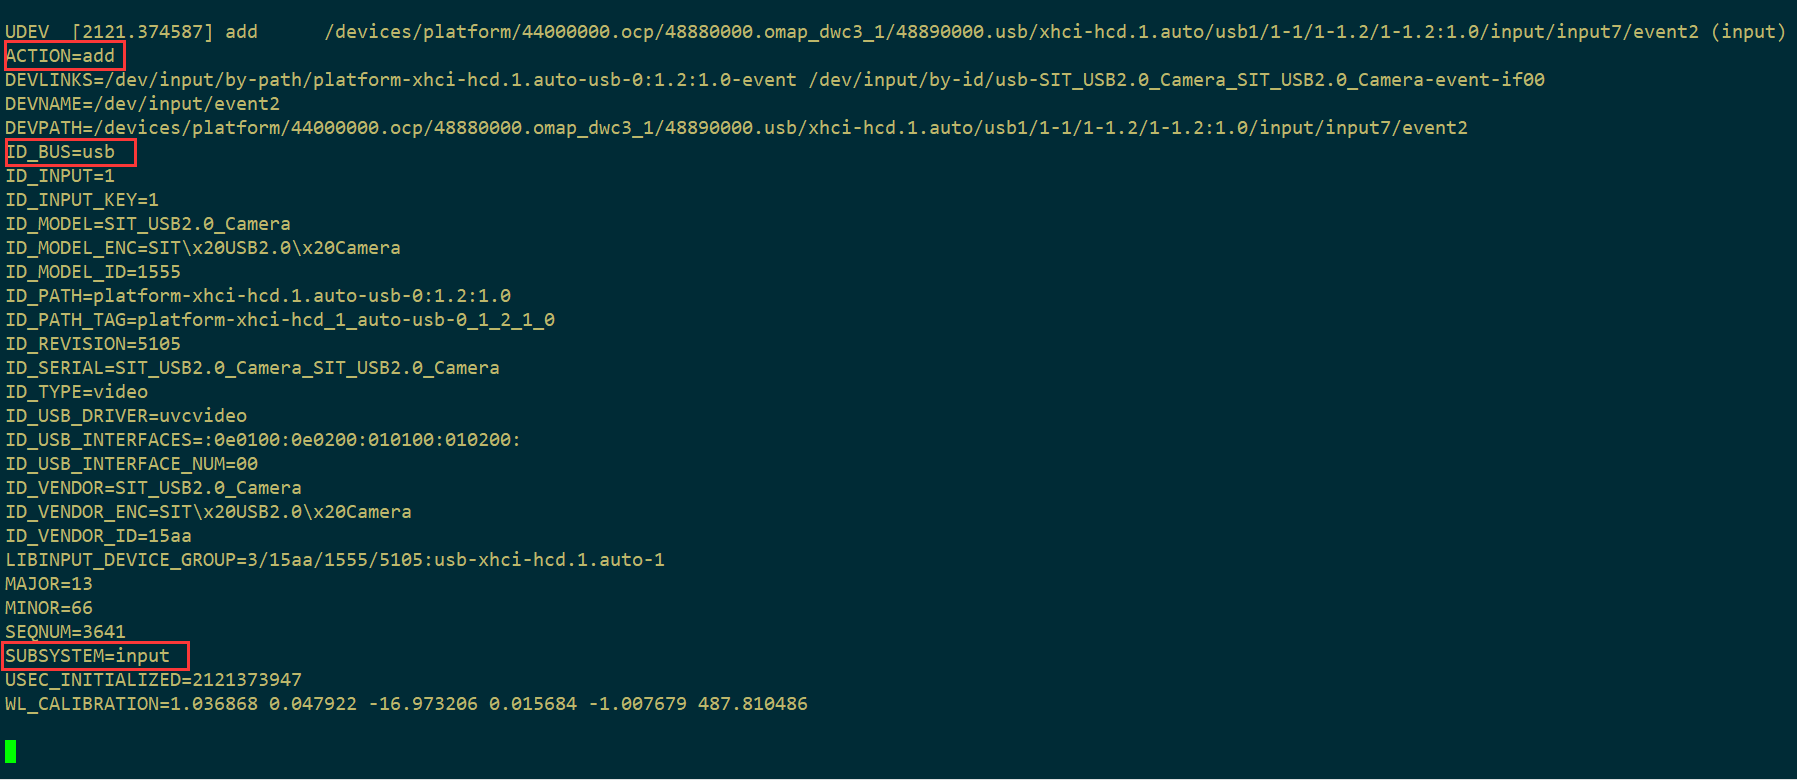 UDEV  [2121.374587] add      /devices/platform/44000000.ocp/48880000.omap_dwc3_1/48890000.usb/xhci-hcd.1.auto/usb1/1-1/1-1.2/1-1.2:1.0/input/input7/event2 (input)
ACTION=add
DEVLINKS=/dev/input/by-path/platform-xhci-hcd.1.auto-usb-0:1.2:1.0-event /dev/input/by-id/usb-SIT_USB2.0_Camera_SIT_USB2.0_Camera-event-if00
DEVNAME=/dev/input/event2
DEVPATH=/devices/platform/44000000.ocp/48880000.omap_dwc3_1/48890000.usb/xhci-hcd.1.auto/usb1/1-1/1-1.2/1-1.2:1.0/input/input7/event2
ID_BUS=usb
ID_INPUT=1
ID_INPUT_KEY=1
ID_MODEL=SIT_USB2.0_Camera
ID_MODEL_ENC=SIT\x20USB2.0\x20Camera
ID_MODEL_ID=1555
ID_PATH=platform-xhci-hcd.1.auto-usb-0:1.2:1.0
ID_PATH_TAG=platform-xhci-hcd_1_auto-usb-0_1_2_1_0
ID_REVISION=5105
ID_SERIAL=SIT_USB2.0_Camera_SIT_USB2.0_Camera
ID_TYPE=video
ID_USB_DRIVER=uvcvideo
ID_USB_INTERFACES=:0e0100:0e0200:010100:010200:
ID_USB_INTERFACE_NUM=00
ID_VENDOR=SIT_USB2.0_Camera
ID_VENDOR_ENC=SIT\x20USB2.0\x20Camera
ID_VENDOR_ID=15aa
LIBINPUT_DEVICE_GROUP=3/15aa/1555/5105:usb-xhci-hcd.1.auto-1
MAJOR=13
MINOR=66
SEQNUM=3641
SUBSYSTEM=input
USEC_INITIALIZED=2121373947
WL_CALIBRATION=1.036868 0.047922 -16.973206 0.015684 -1.007679 487.810486